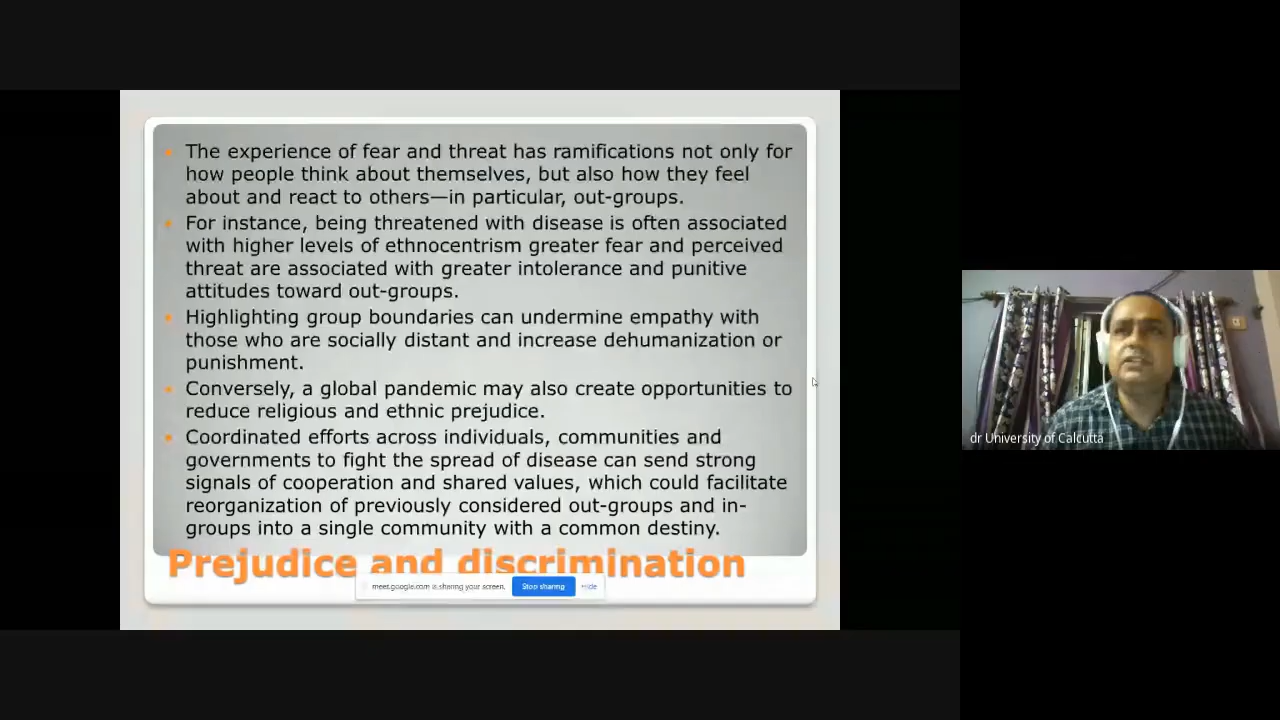 The experience of fear and threat has ramifications not only for
how people think about themselves, but also how they feel
about and react to others—in particular, out-groups.
For instance, being threatened with disease is often associated
with higher levels of ethnocentrism greater fear and perceived
threat are associated with greater intolerance and punitive
attitudes toward out-groups.
Highlighting group boundaries can undermine empathy with
those who are socially distant and increase dehumanization or
punishment.
Conversely, a global pandemic may also create opportunities to
reduce religious and ethnic prejudice.
Coordinated efforts across individuals, communities and
governments to fight the spread of disease can send strong
signals of cooperation and shared values, which could facilitate
reorganization of previously considered out-groups and in-
groups into a single community with a common destiny.
Prejudice and discrimination
meet.google.com is sharing your screen. Stop sharing Hide
dr University of Calcutta